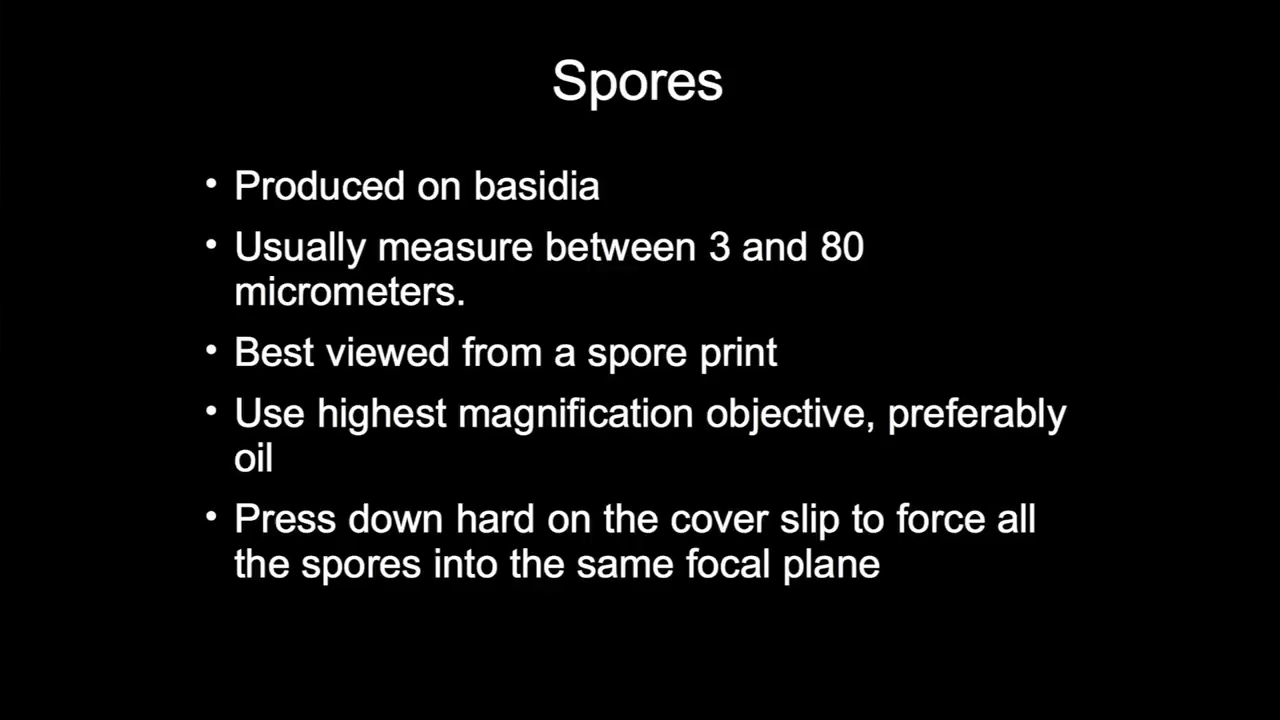 Spores
• Produced on basidia
• Usually measure between 3 and 80
micrometers.
• Best viewed from a spore print
• Use highest magnification objective, preferably
oil
• Press down hard on the cover slip to force all
the spores into the same focal plane